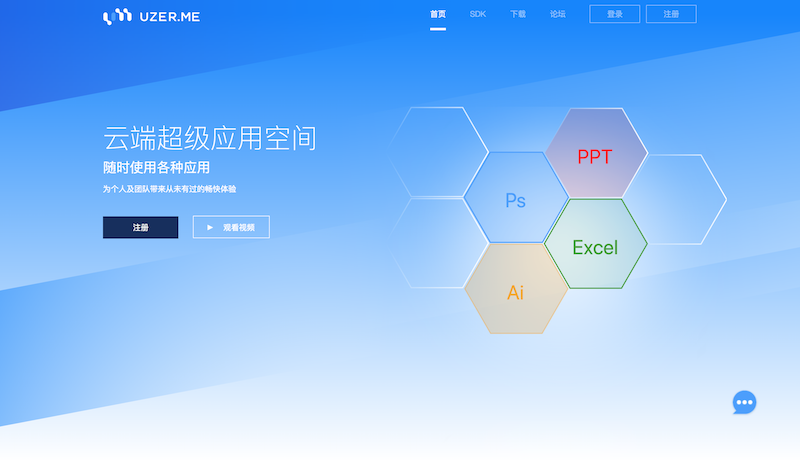 UZER.ME
首页
SDK
下载
论坛
登录
注册
云端超级应用空间
随时使用各种应用
为个人及团队带来从未有过的畅快体验
注册
观看视频
PPT
Ps
Excel
Ai